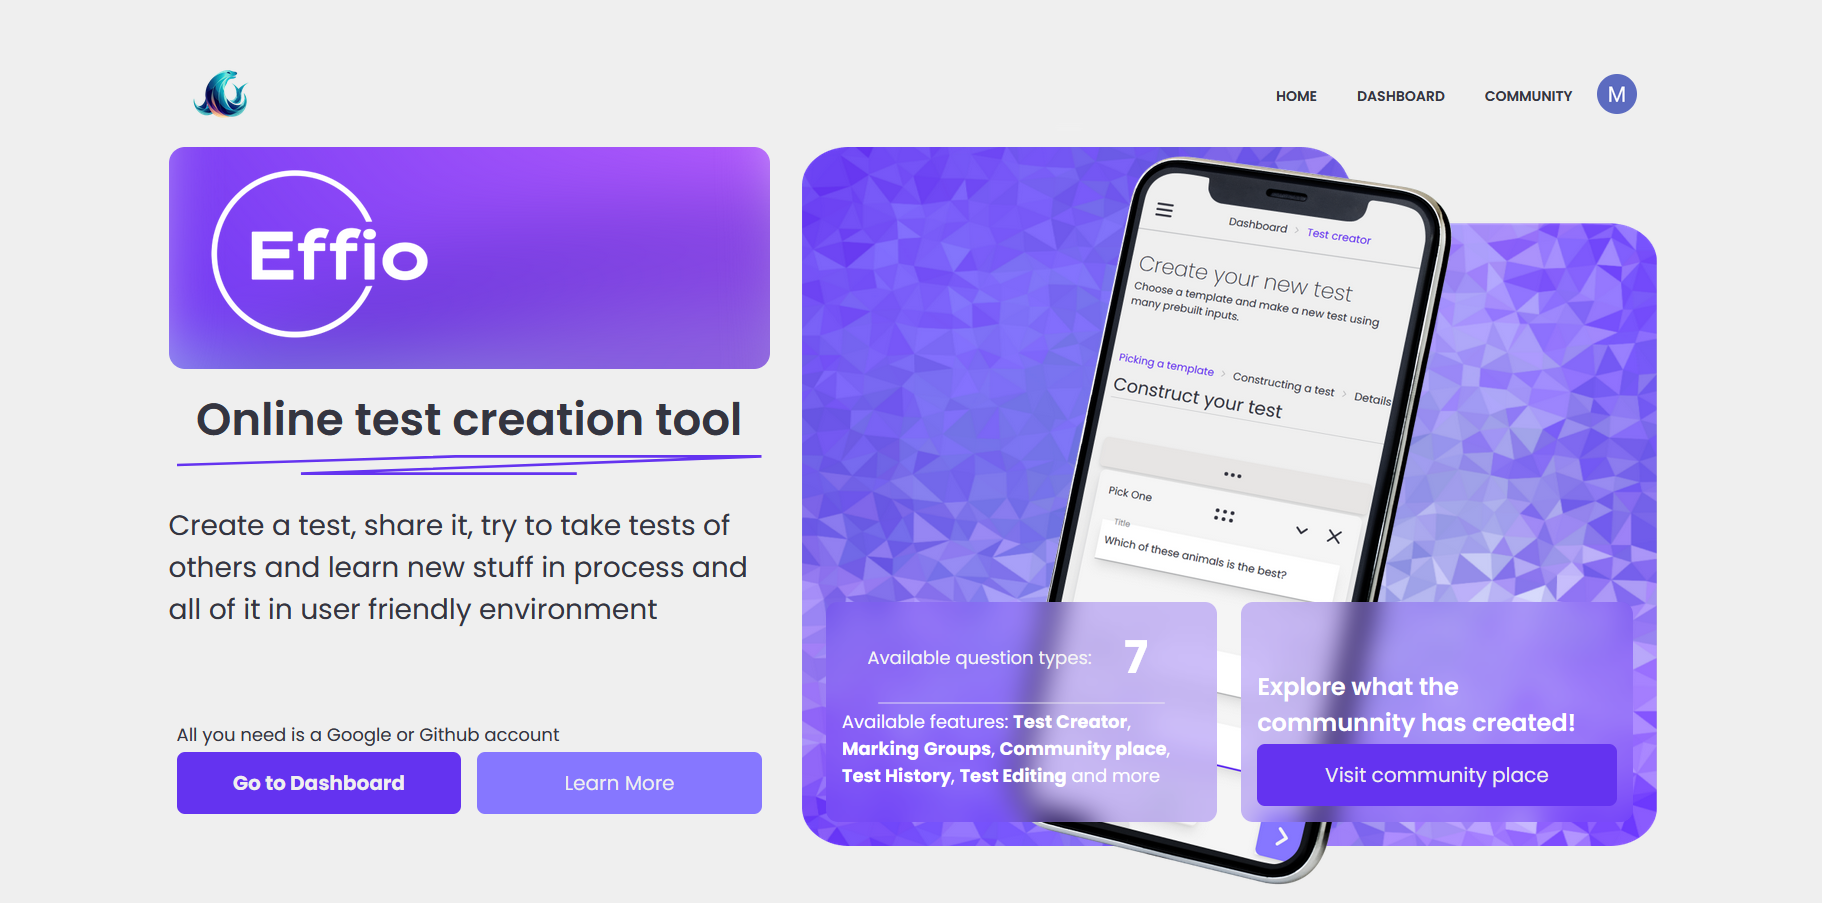 HOME DASHBOARD COMMUNITY M
Effio
Online test creation tool
Create a test, share it, try to take tests of
others and learn new stuff in process and
all of it in user friendly environment
All you need is a Google or Github account
Go to Dashboard
Learn More
Dashboard > Test creator
Create your new test
Choose a template and make a new test using
many prebuilt inputs.
Picking a template > Constructing a test > Details
Construct your test
Pick One
Title
Which of these animals is the best?
Available question types: 7
Available features: Test Creator,
Marking Groups, Community place,
Test History, Test Editing and more
Explore what the
communnity has created!
Visit community place